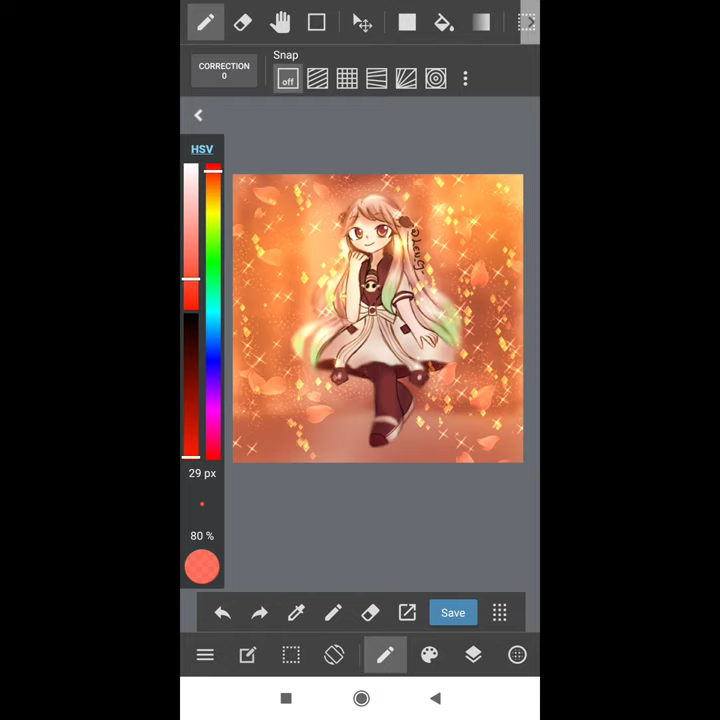 Snap
CORRECTION
0
off
HSV
29 px
80 %
Save